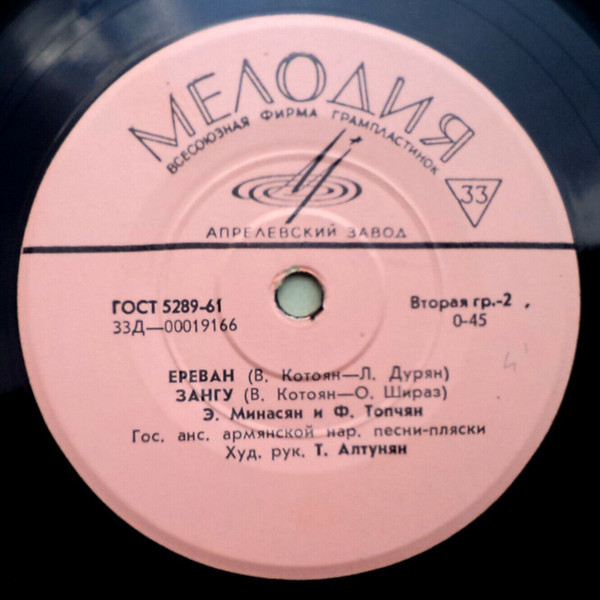 МЕЛОДИЯ
ВСЕСОЮЗНАЯ ФИРМА ГРАМПЛАСТИНОК
33
АПРЕЛЕВСКИЙ ЗАВОД
ГОСТ 5289-61 Вторая гр.-2
33Д—00019166 0-45
ЕРЕВАН (В. Котоян—Л. Дурян)
ЗАНГУ (В. Котоян—О. Шираз)
Э. Минасян и Ф. Топчян
Гос. анс. армянской нар. песни-пляски
Худ. рук. Т. Алтунян